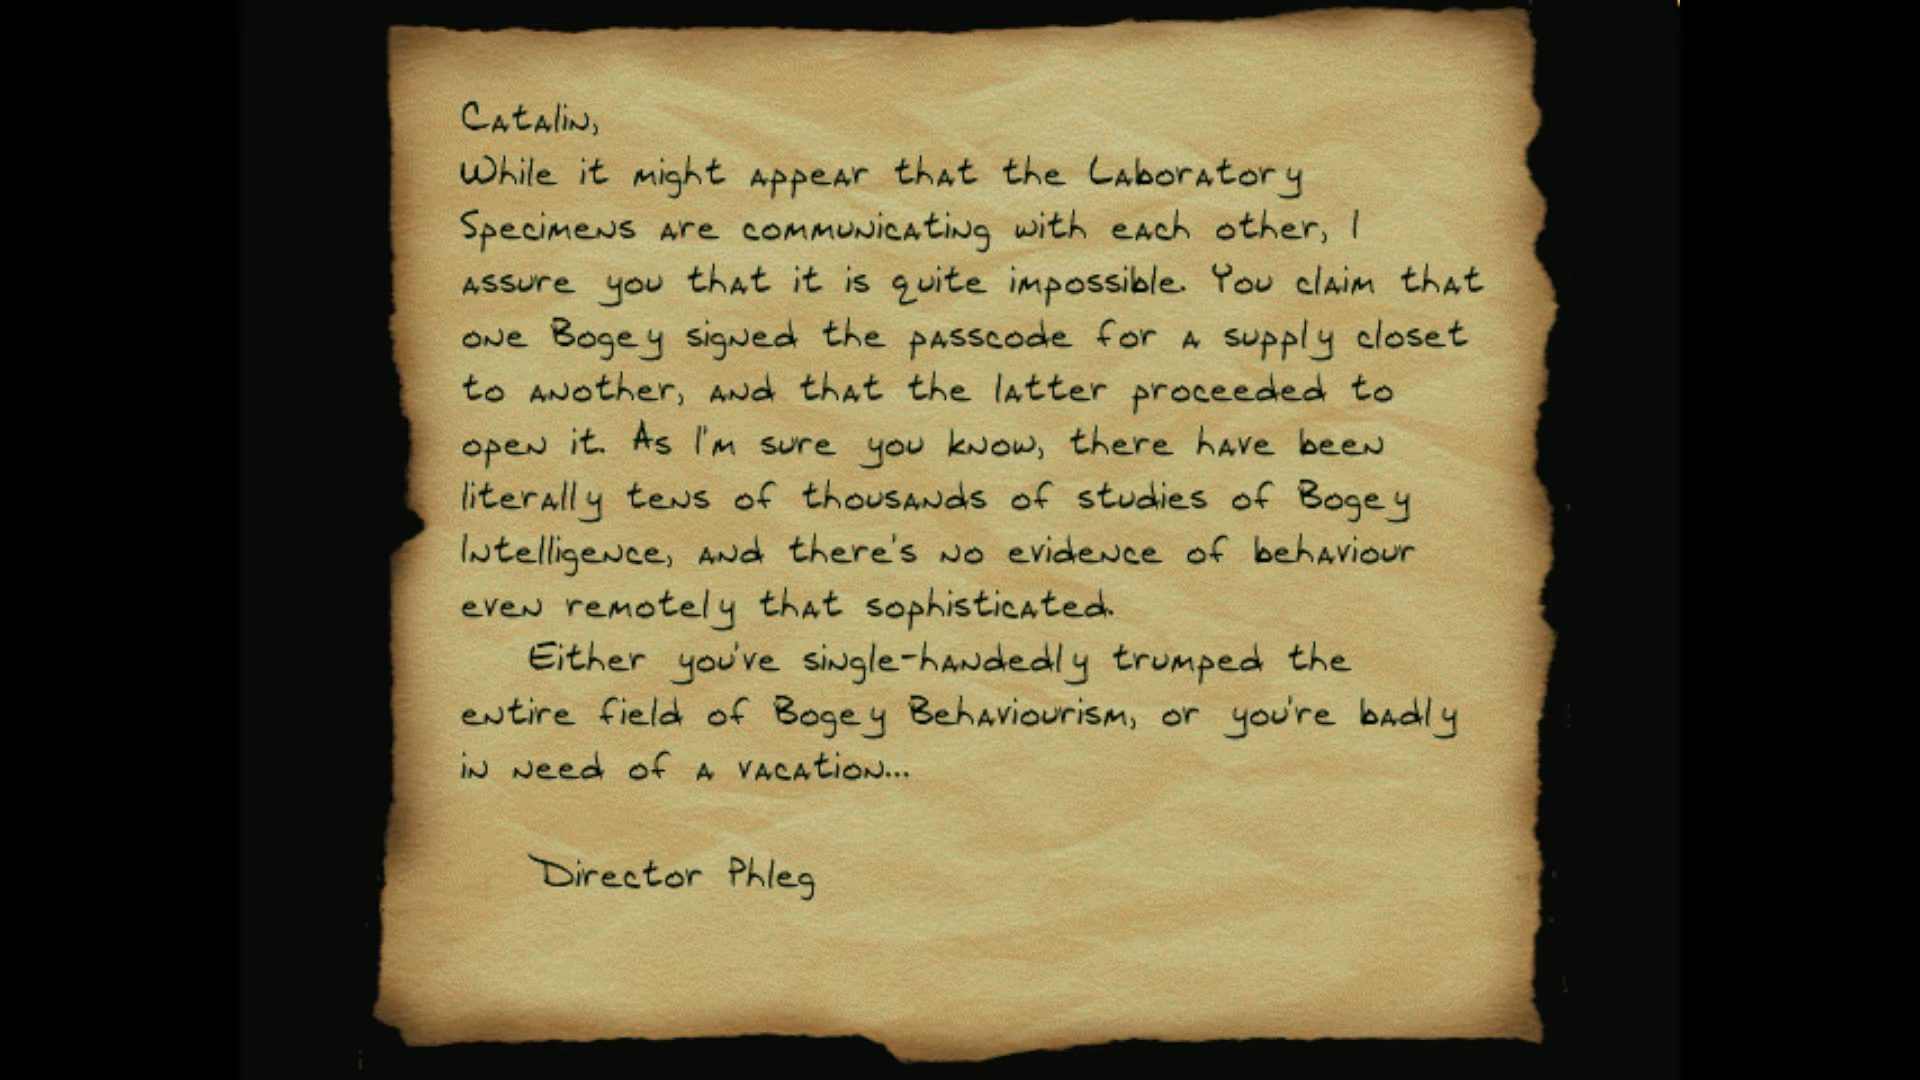 Catalin,
While it might appear that the Laboratory
Specimens are communicating with each other, I
assure you that it is quite impossible. You claim that
one Bogey signed the passcode for a supply closet
to another, and that the latter proceeded to
open it. As I'm sure you know, there have been
literally tens of thousands of studies of Bogey
Intelligence, and there's no evidence of behaviour
even remotely that sophisticated.
Either you've single-handedly trumped the
entire field of Bogey Behaviourism, or you're badly
in need of a vacation...
Director Phleg